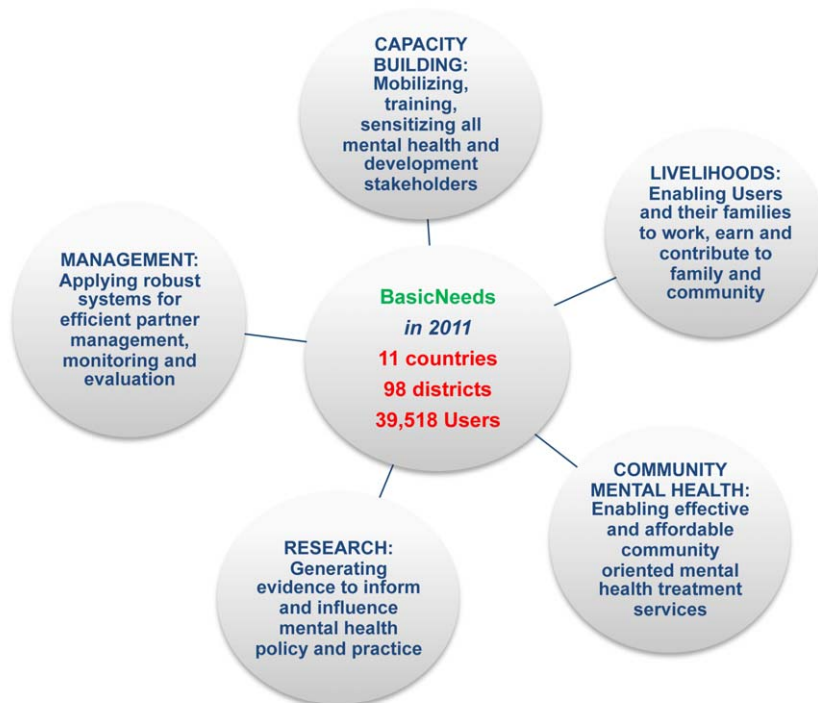 CAPACITY
BUILDING:
Mobilizing,
training,
sensitizing all
mental health and
development
stakeholders
LIVELIHOODS:
Enabling Users
and their families
to work, earn and
contribute to
family and
community
MANAGEMENT:
Applying robust
systems for
efficient partner
management,
monitoring and
evaluation
BasicNeeds
in 2011
11 countries
98 districts
39,518 Users
COMMUNITY
MENTAL HEALTH:
Enabling effective
and affordable
community
oriented mental
health treatment
services
RESEARCH:
Generating
evidence to inform
and influence
mental health
policy and practice